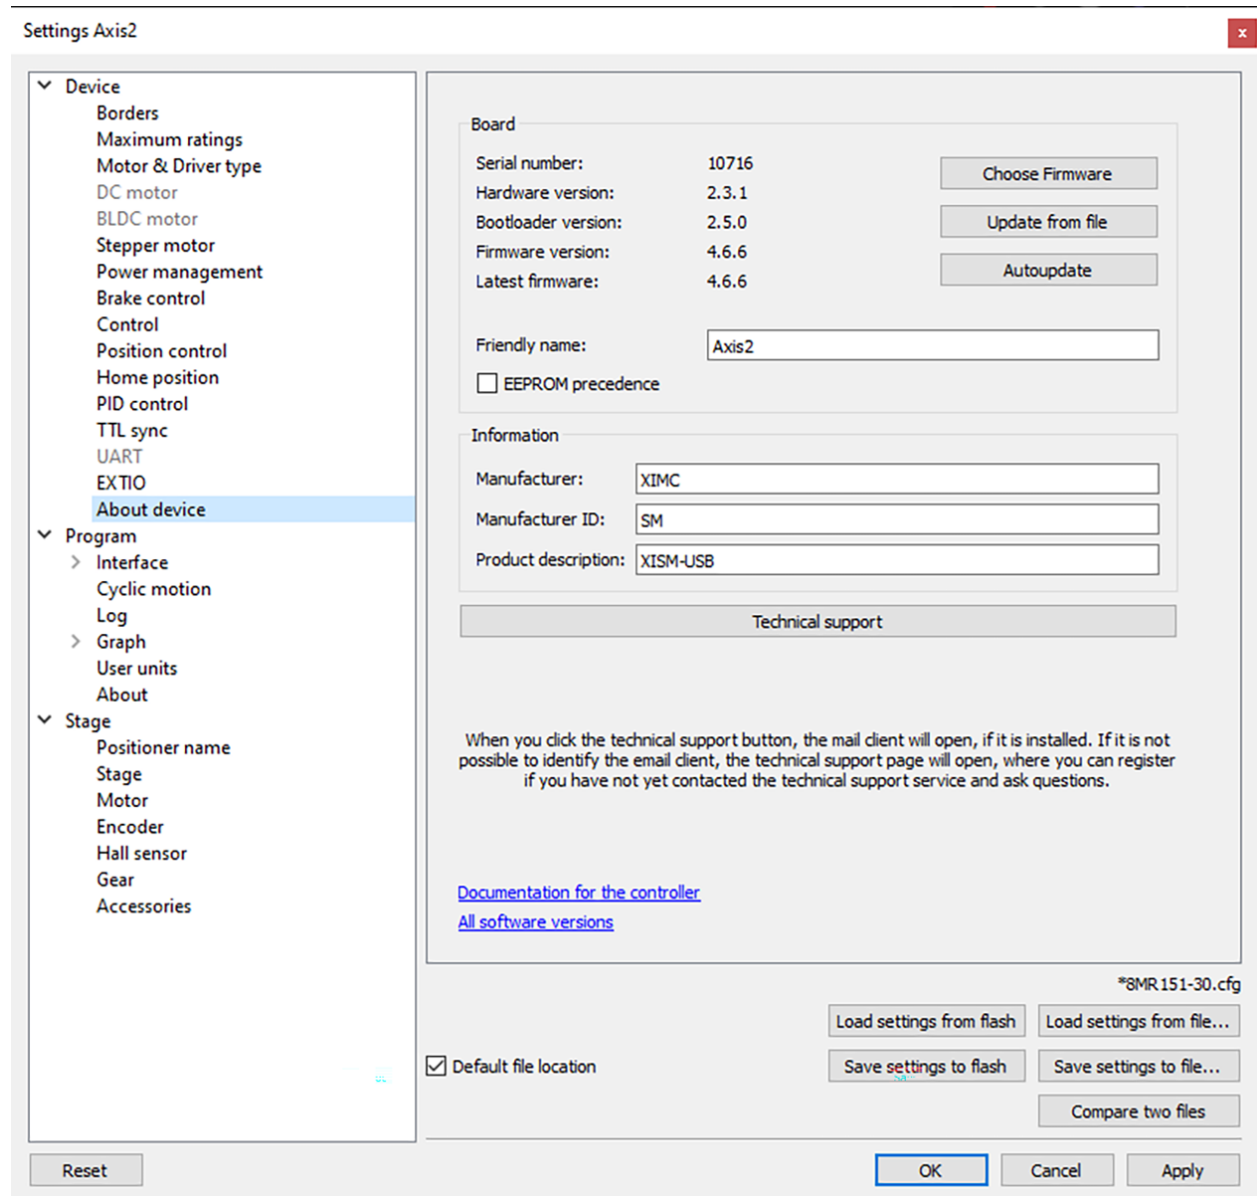 Settings Axis2
x
Device
Borders
Maximum ratings
Motor & Driver type
DC motor
BLDC motor
Stepper motor
Power management
Brake control
Control
Position control
Home position
PID control
TTL sync
UART
EXTIO
About device
Program
Interface
Cyclic motion
Log
Graph
User units
About
Stage
Positioner name
Stage
Motor
Encoder
Hall sensor
Gear
Accessories
Board
Serial number: 10716
Choose Firmware
Hardware version: 2.3.1
Bootloader version: 2.5.0
Update from file
Firmware version: 4.6.6
Autoupdate
Latest firmware: 4.6.6
Friendly name: Axis2
EEPROM precedence
Information
Manufacturer: XIMC
Manufacturer ID: SM
Product description: XISM-USB
Technical support
When you click the technical support button, the mail client will open, if it is installed. If it is not
possible to identify the email client, the technical support page will open, where you can register
if you have not yet contacted the technical support service and ask questions.
Documentation for the controller
All software versions
*8MR151-30.cfg
Load settings from flash Load settings from file...
Default file location Save settings to flash Save settings to file...
Compare two files
Reset OK Cancel Apply